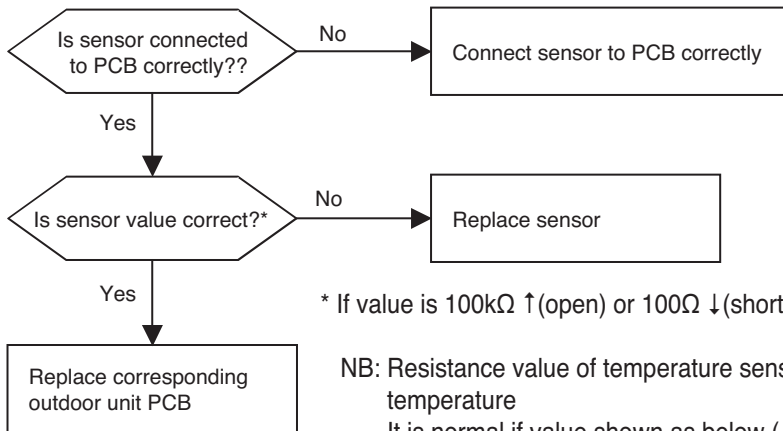 Is sensor connected
to PCB correctly??
No
Connect sensor to PCB correctly
Yes
Is sensor value correct?*
No
Replace sensor
Yes
* If value is 100kΩ ↑(open) or 100Ω ↓(short
Replace corresponding
outdoor unit PCB
NB: Resistance value of temperature
temperature
It is normal if value shown as below (